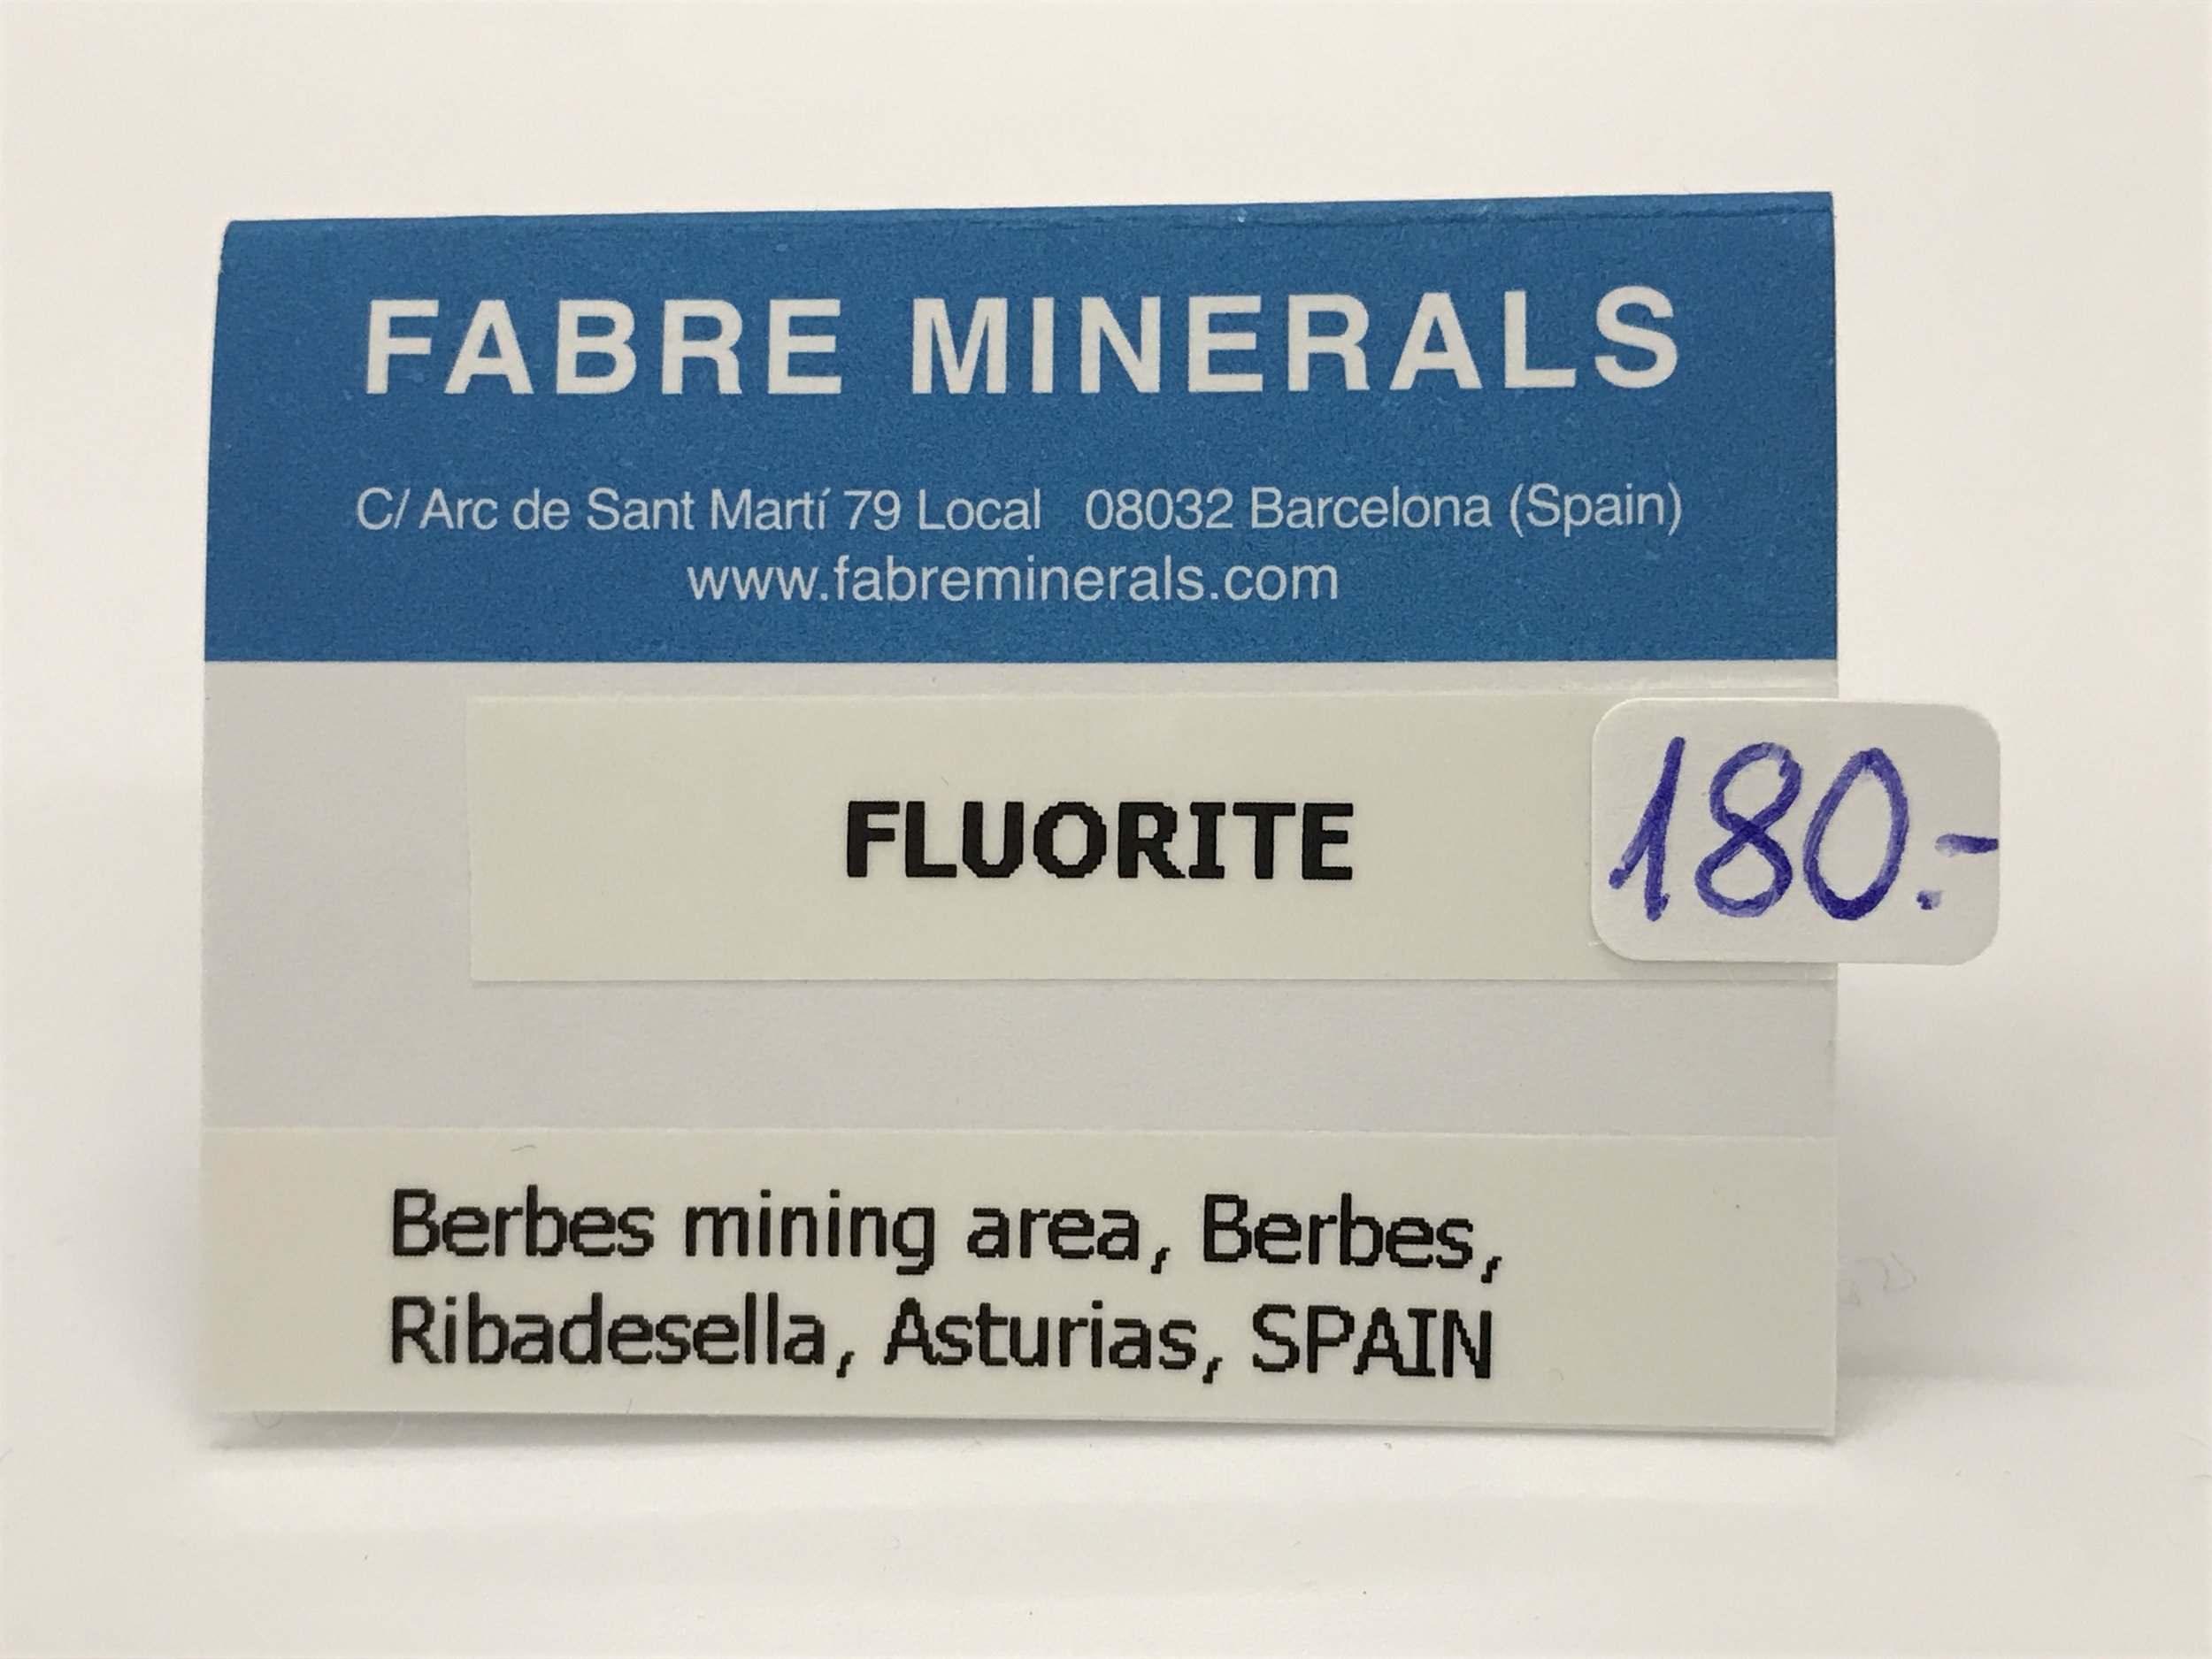 FABRE MINERALS
C/ Arc de Sant Martí 79 Local 08032 Barcelona (Spain)
www.fabreminerals.com
FLUORITE
180.-
Berbes mining area, Berbes,
Ribadesella, Asturias, SPAIN